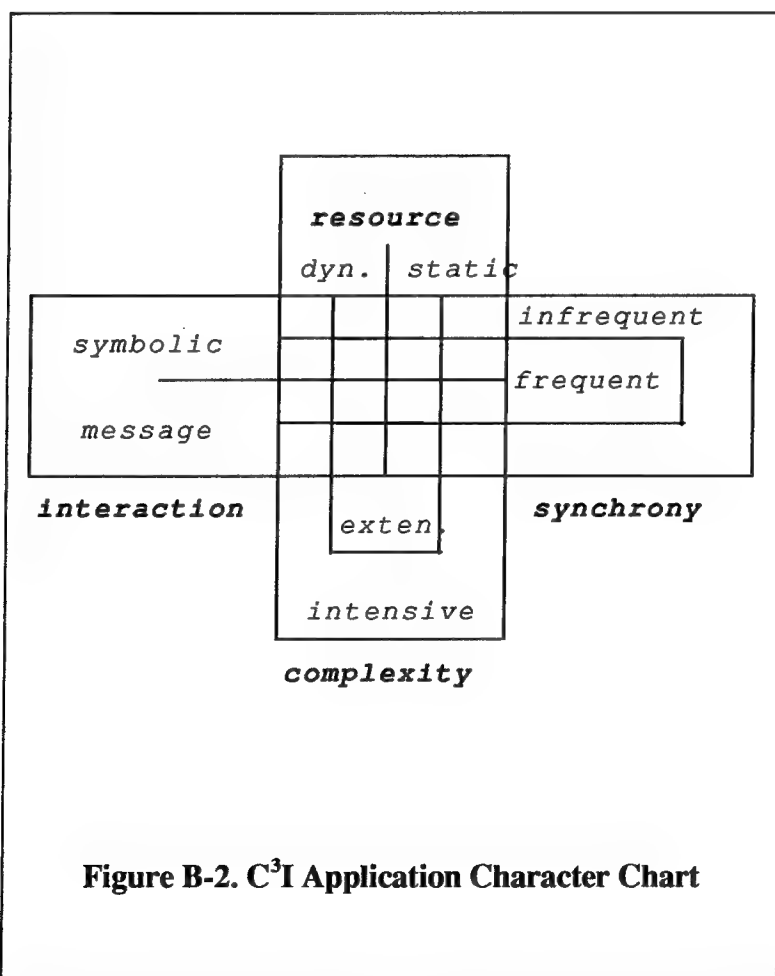 resource
dyn. static
infrequent
symbolic
frequent
message
interaction
exten.
synchrony
intensive
complexity
Figure B-2. C³I Application Character Chart